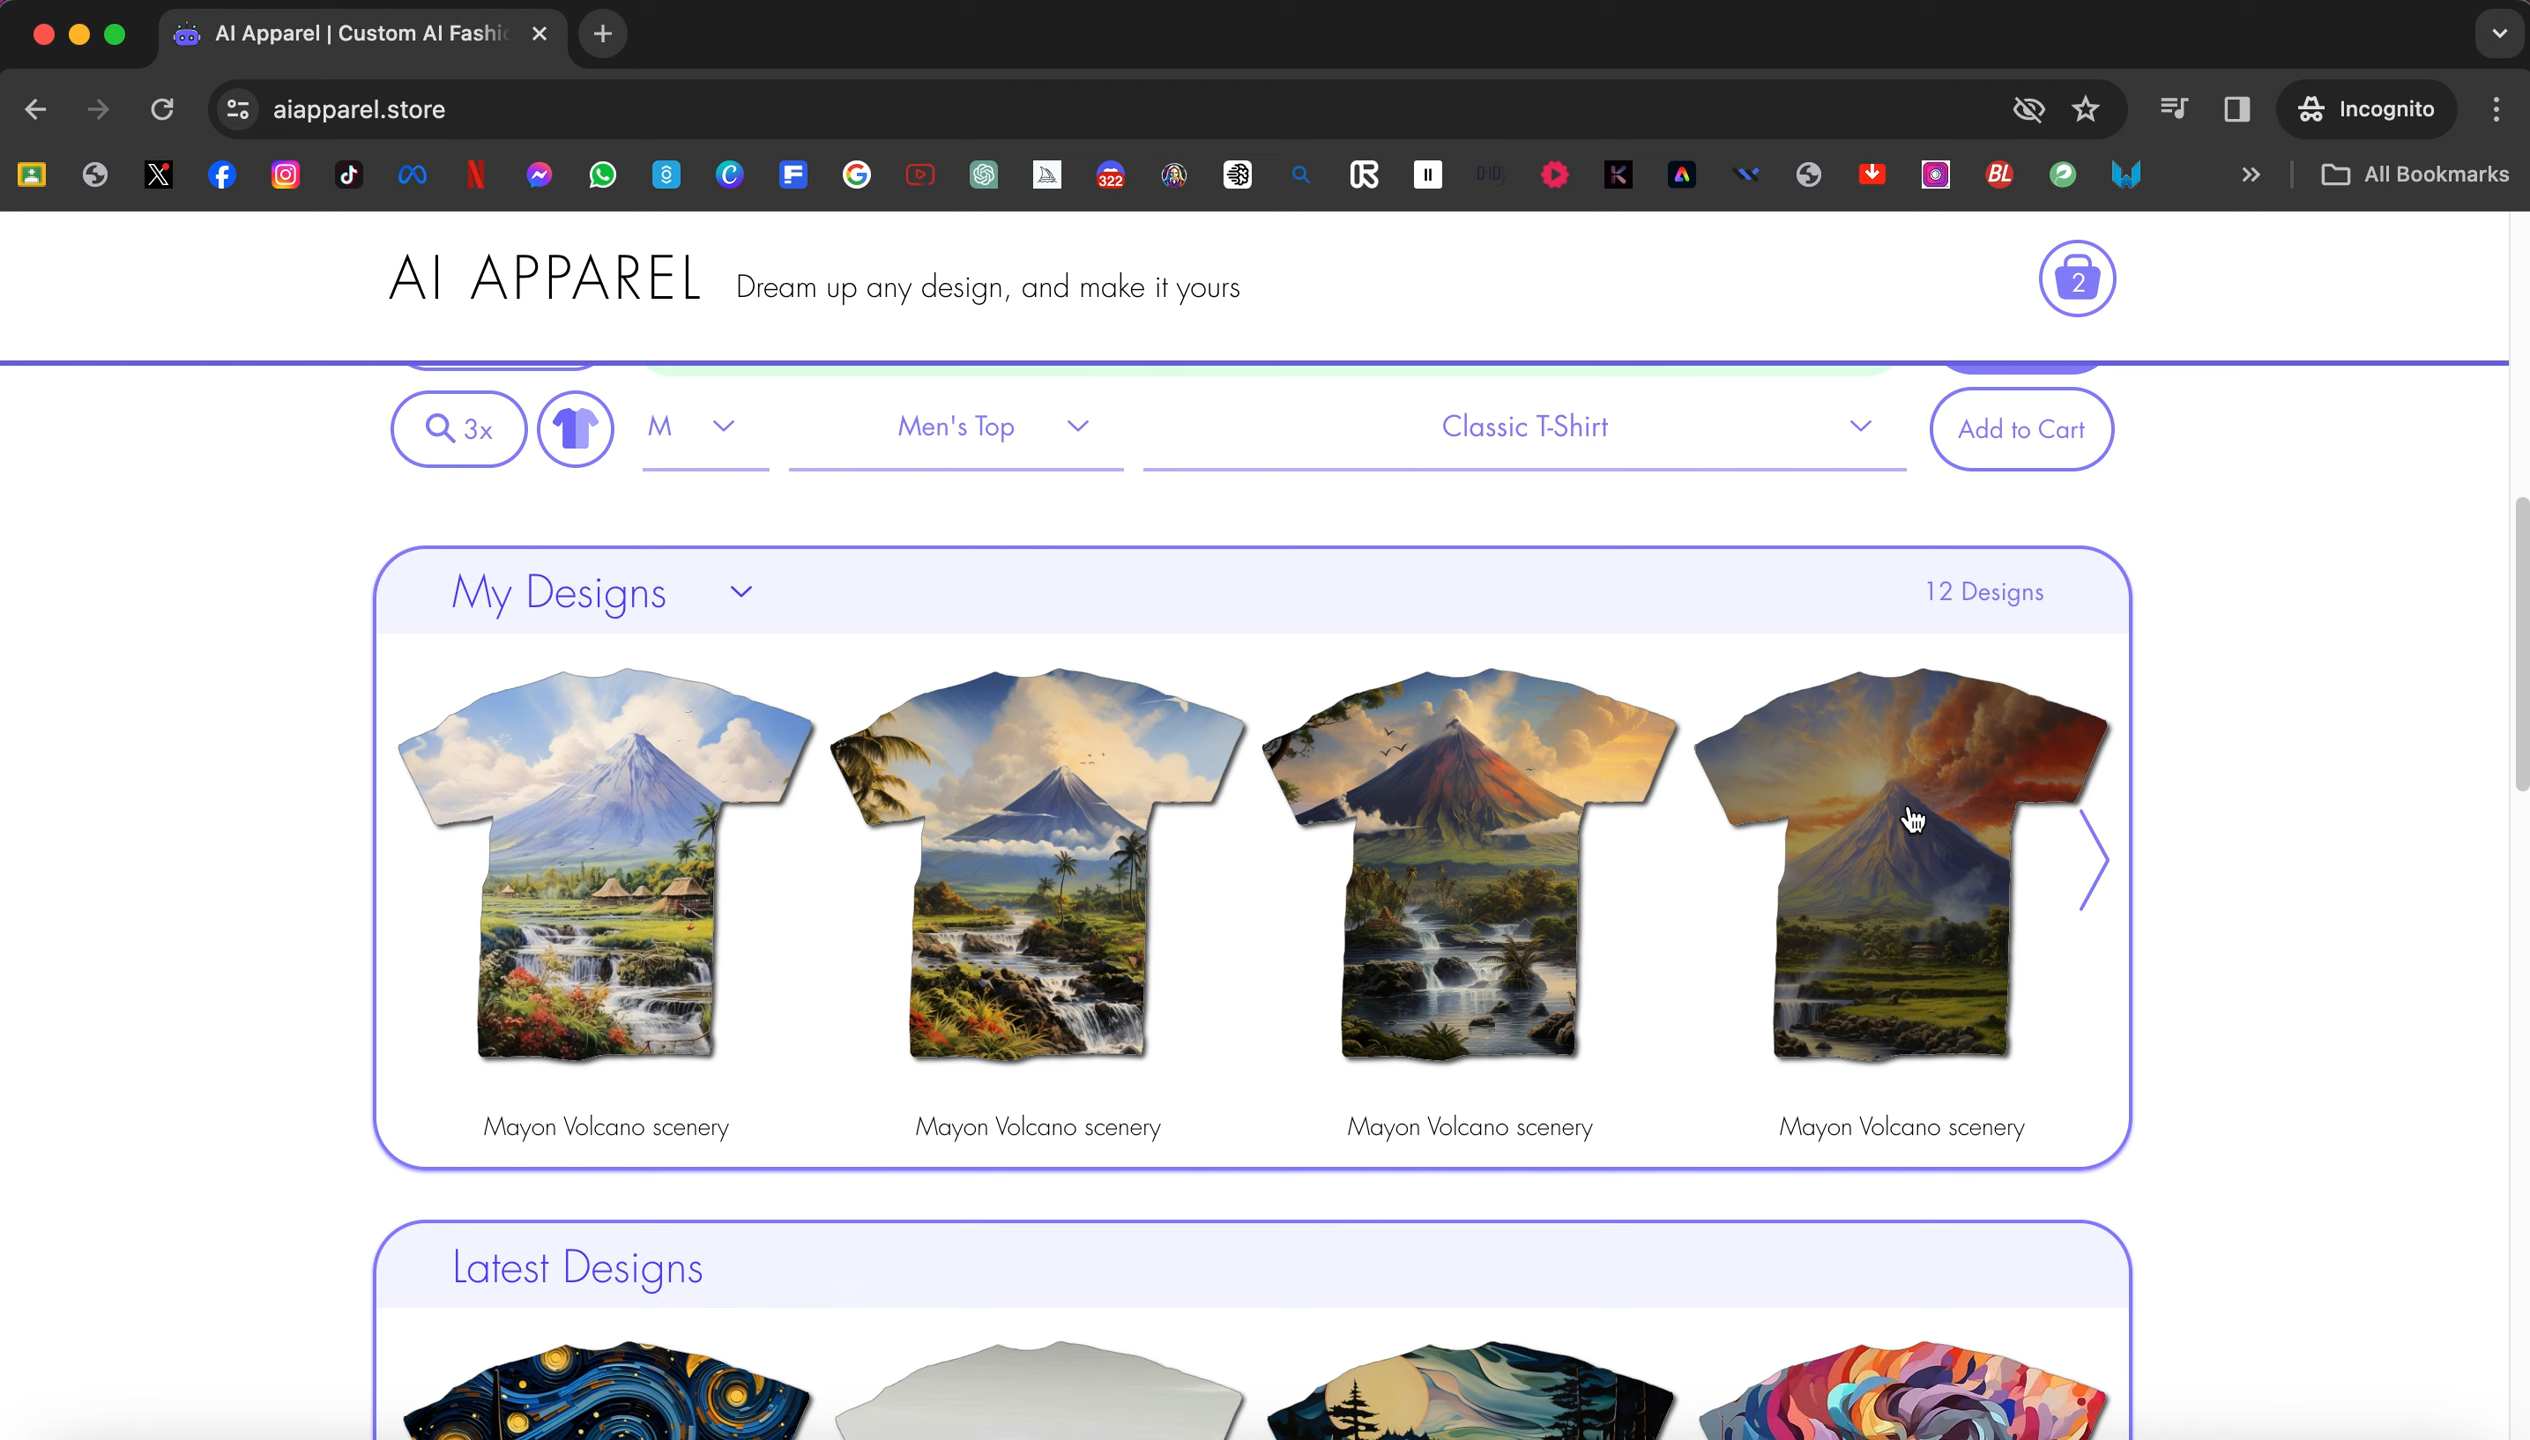 AI Apparel | Custom AI Fashic
aiapparel.store
Incognito
322
BL
All Bookmarks
AI APPAREL
Dream up any design, and make it yours
2
3x
M
Men's Top
Classic T-Shirt
Add to Cart
My Designs
12 Designs
Mayon Volcano scenery
Mayon Volcano scenery
Mayon Volcano scenery
Mayon Volcano scenery
Latest Designs